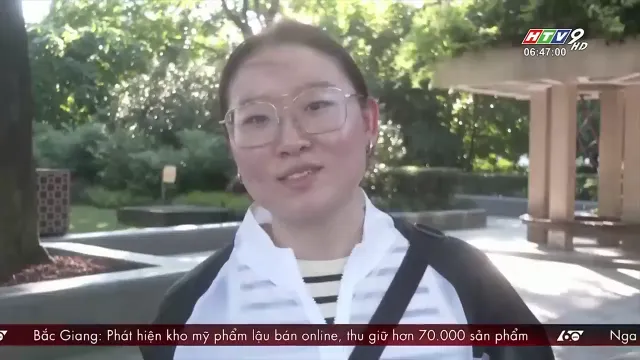 HTV9 HD
06:47:00
Bắc Giang: Phát hiện kho mỹ phẩm lậu bán online, thu giữ hơn 70.000 sản phẩm
Nga